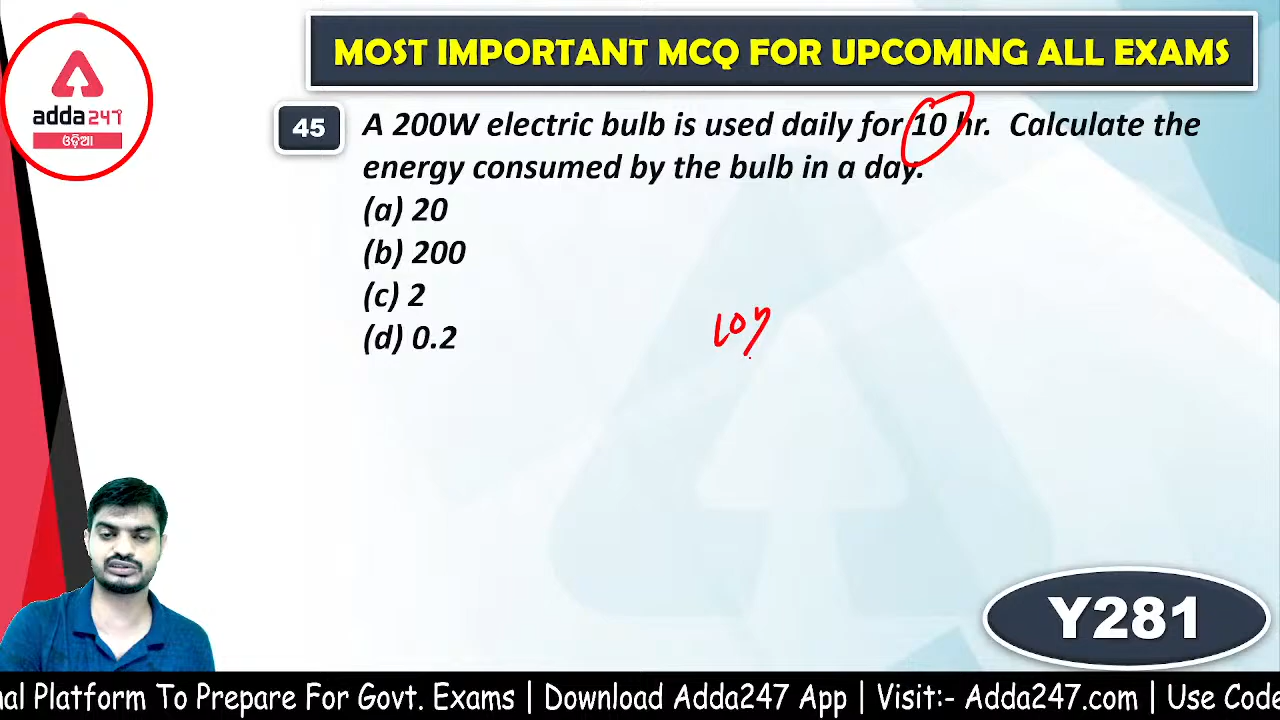 adda247
ଓଡ଼ିଆ
MOST IMPORTANT MCQ FOR UPCOMING ALL EXAMS
45
A 200W electric bulb is used daily for 10 hr. Calculate the
energy consumed by the bulb in a day.
(a) 20
(b) 200
(c) 2
(d) 0.2
Y281
nal Platform To Prepare For Govt. Exams | Download Adda247 App | Visit:- Adda247.com | Use Code